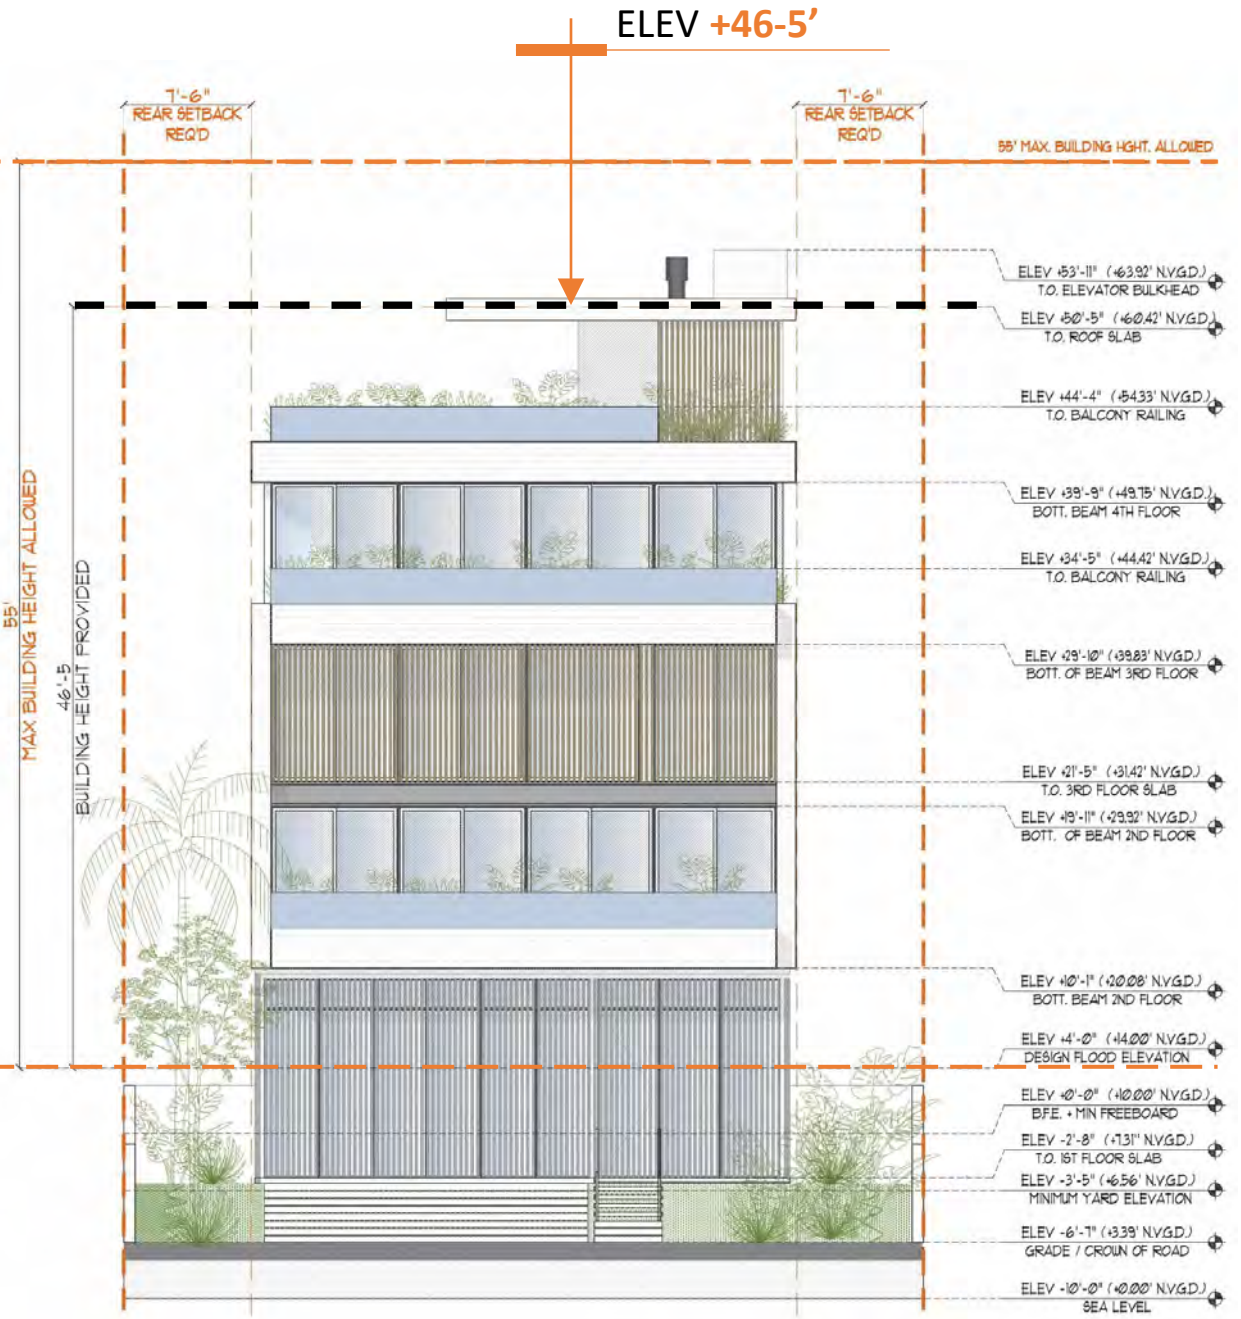 ELEV +46-5’
7'-6"
REAR SETBACK
REQ'D
7'-6"
REAR SETBACK
REQ'D
55' MAX. BUILDING HGHT. ALLOWED
ELEV +53'-11" (+63.92' N.V.G.D.)
T.O. ELEVATOR BULKHEAD
ELEV +50'-5" (+60.42' N.V.G.D.)
T.O. ROOF SLAB
ELEV +44'-4" (+54.33' N.V.G.D.)
T.O. BALCONY RAILING
ELEV +39'-9" (+49.75' N.V.G.D.)
BOTT. BEAM 4TH FLOOR
ELEV +34'-5" (+44.42' N.V.G.D.)
T.O. BALCONY RAILING
ELEV +29'-10" (+39.83' N.V.G.D.)
BOTT. OF BEAM 3RD FLOOR
ELEV +21'-5" (+31.42' N.V.G.D.)
T.O. 3RD FLOOR SLAB
ELEV +19'-11" (+29.92' N.V.G.D.)
BOTT. OF BEAM 2ND FLOOR
ELEV +10'-1" (+20.08' N.V.G.D.)
BOTT. BEAM 2ND FLOOR
ELEV +4'-0" (+14.00' N.V.G.D.)
DESIGN FLOOD ELEVATION
ELEV +0'-0" (+10.00' N.V.G.D.)
B.F.E. + MIN FREEBOARD
ELEV -2'-8" (+7.31" N.V.G.D.)
T.O. 1ST FLOOR SLAB
ELEV -3'-5" (+6.56' N.V.G.D.)
MINIMUM YARD ELEVATION
ELEV -6'-7" (+3.39' N.V.G.D.)
GRADE / CROWN OF ROAD
ELEV -10'-0" (+0.00' N.V.G.D.)
SEA LEVEL
55'
MAX BUILDING HEIGHT ALLOWED
46'-5
BUILDING HEIGHT PROVIDED